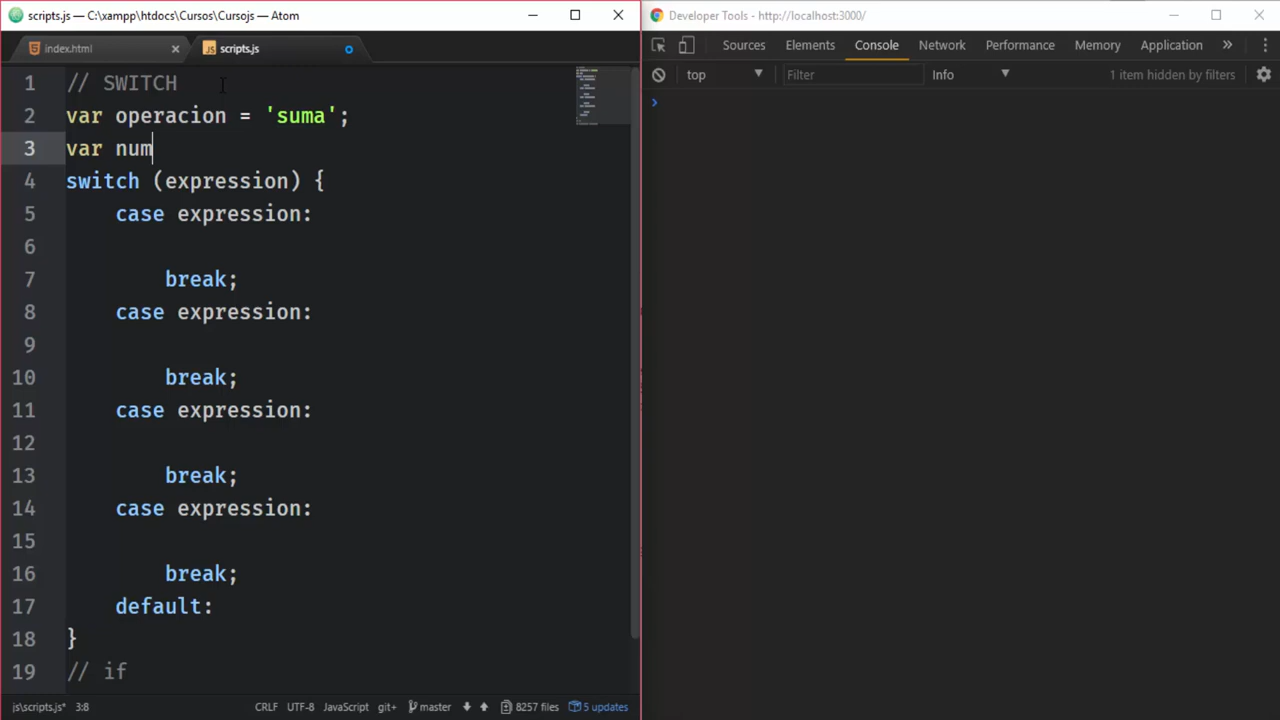 scripts.js — C:\xampp\htdocs\Cursos\Cursojs — Atom
index.html
scripts.js
1 // SWITCH
2 var operacion = 'suma';
3 var num
4 switch (expression) {
5 case expression:
6
7 break;
8 case expression:
9
10 break;
11 case expression:
12
13 break;
14 case expression:
15
16 break;
17 default:
18 }
19 // if
js\scripts.js* 3:8 CRLF UTF-8 JavaScript git+ master 8257 files 5 updates
Developer Tools - http://localhost:3000/
Sources Elements Console Network Performance Memory Application »
top Filter Info 1 item hidden by filters